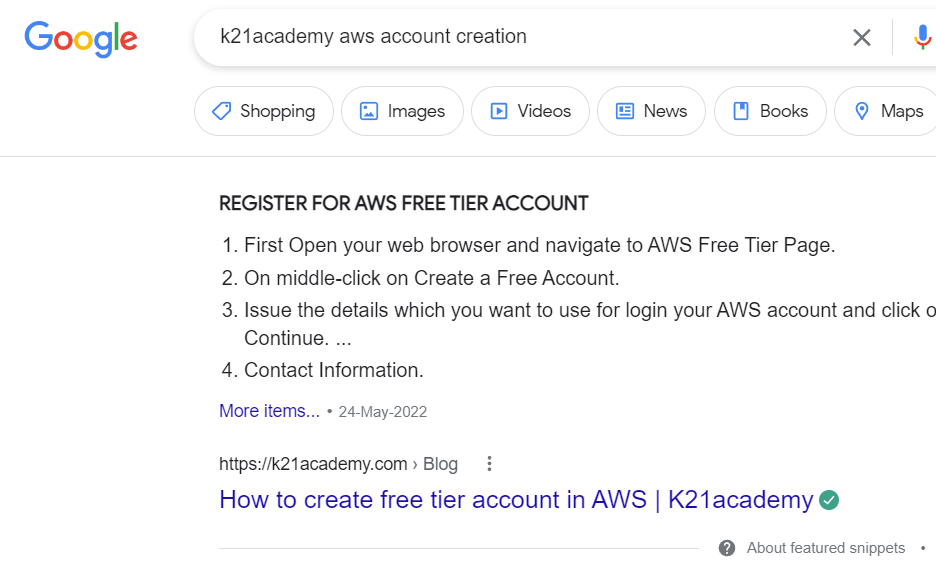 Google
k21academy aws account creation
Shopping
Images
Videos
News
Books
Maps
REGISTER FOR AWS FREE TIER ACCOUNT
1. First Open your web browser and navigate to AWS Free Tier Page.
2. On middle-click on Create a Free Account.
3. Issue the details which you want to use for login your AWS account and click o
Continue. ...
4. Contact Information.
More items... • 24-May-2022
https://k21academy.com › Blog
How to create free tier account in AWS | K21academy
About featured snippets •